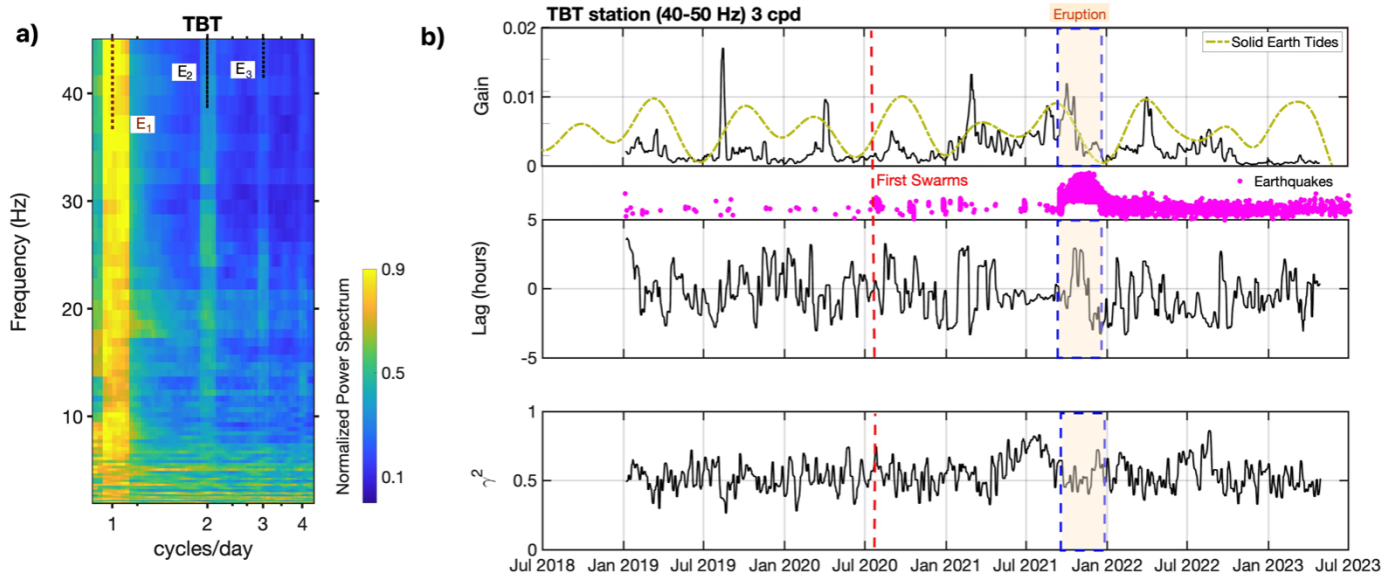 a)
TBT
E₁
E₂
E₃
Frequency (Hz)
40
30
20
10
1
2
3
4
cycles/day
Normalized Power Spectrum
0.9
0.5
0.1
b)
TBT station (40-50 Hz) 3 cpd
Eruption
Solid Earth Tides
Gain
0.02
0.01
0
First Swarms
Earthquakes
Lag (hours)
5
0
-5
γ²
1
0.5
0
Jul 2018
Jan 2019
Jul 2019
Jan 2020
Jul 2020
Jan 2021
Jul 2021
Jan 2022
Jul 2022
Jan 2023
Jul 2023